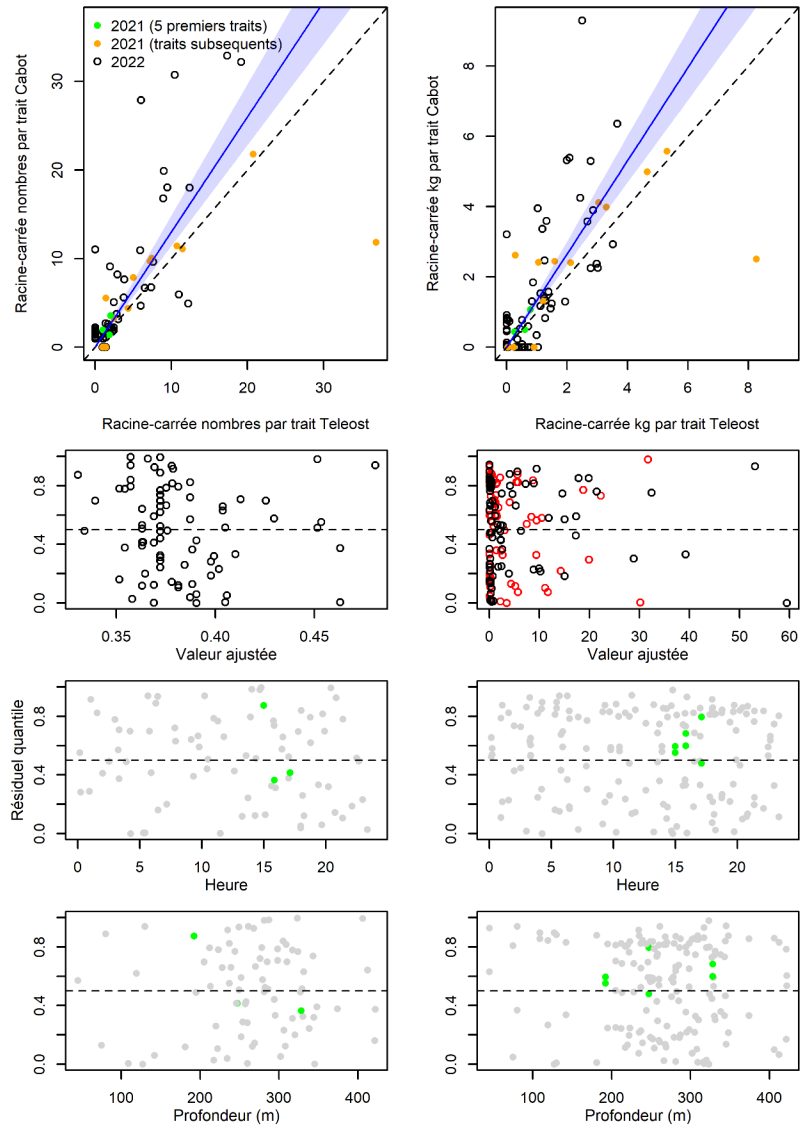 2021 (5 premiers traits)
2021 (traits subsequents)
2022
Racine-carrée nombres par trait Cabot
0 10 20 30
0 10 20 30
Racine-carrée nombres par trait Teleost
Racine-carrée kg par trait Cabot
0 2 4 6 8
0 2 4 6 8
Racine-carrée kg par trait Teleost
0.0 0.4 0.8
0.35 0.40 0.45
Valeur ajustée
0.0 0.4 0.8
0 10 20 30 40 50 60
Valeur ajustée
Résiduel quantile
0.0 0.4 0.8
0 5 10 15 20
Heure
0.0 0.4 0.8
0 5 10 15 20
Heure
0.0 0.4 0.8
100 200 300 400
Profondeur (m)
0.0 0.4 0.8
100 200 300 400
Profondeur (m)